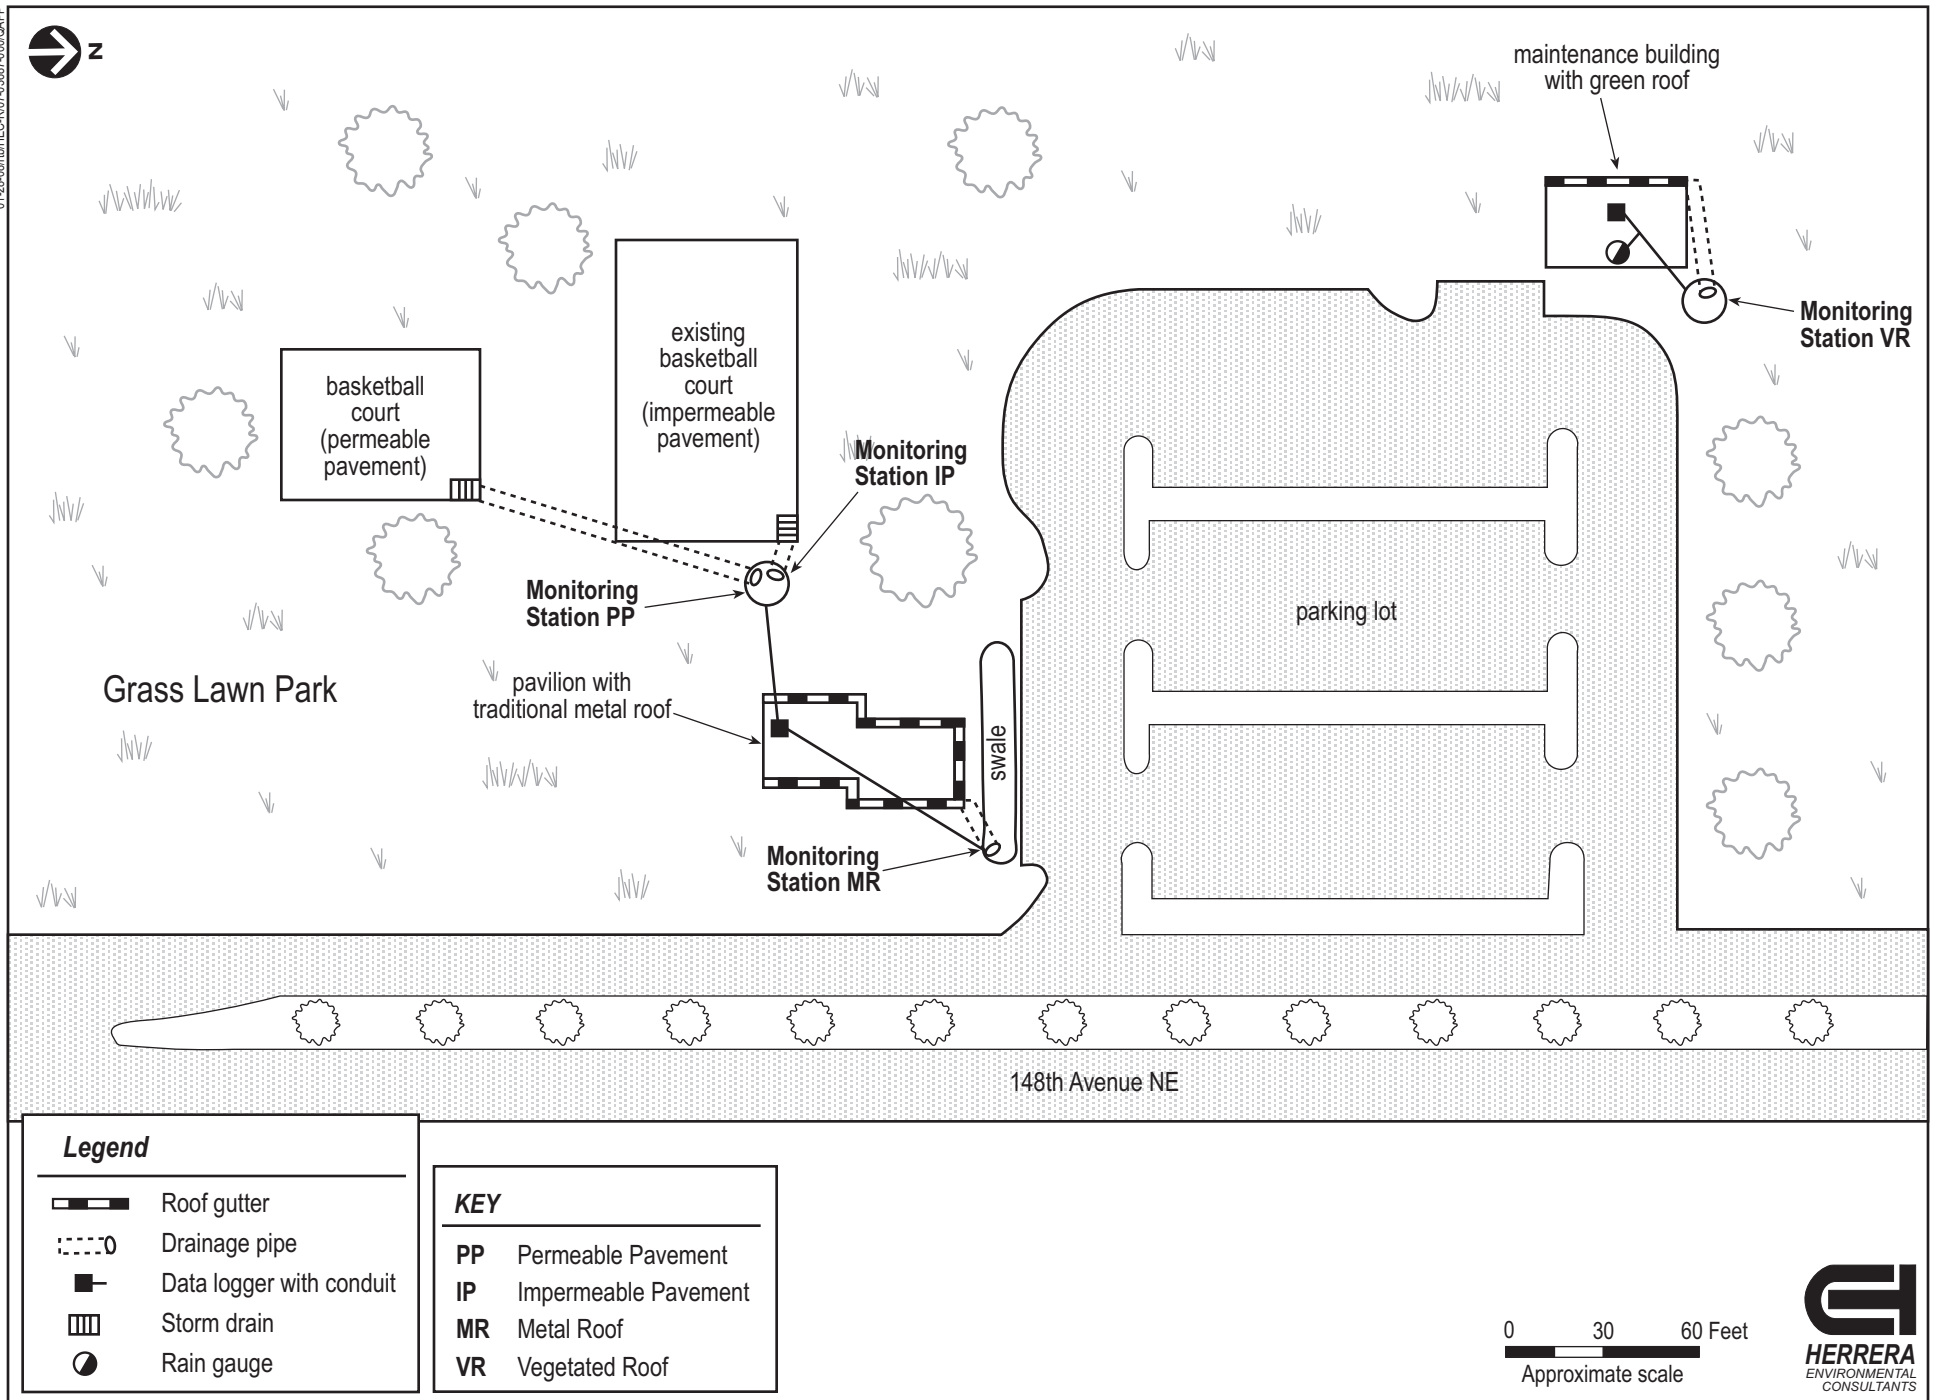 Z
maintenance building
with green roof
Monitoring
Station VR
existing
basketball
court
(impermeable
pavement)
basketball
court
(permeable
pavement)
Monitoring
Station IP
Monitoring
Station PP
parking lot
Grass Lawn Park
pavilion with
traditional metal roof
swale
Monitoring
Station MR
148th Avenue NE
Legend
Roof gutter
Drainage pipe
Data logger with conduit
Storm drain
Rain gauge
KEY
PP Permeable Pavement
IP Impermeable Pavement
MR Metal Roof
VR Vegetated Roof
0 30 60 Feet
Approximate scale
HERRERA
ENVIRONMENTAL
CONSULTANTS